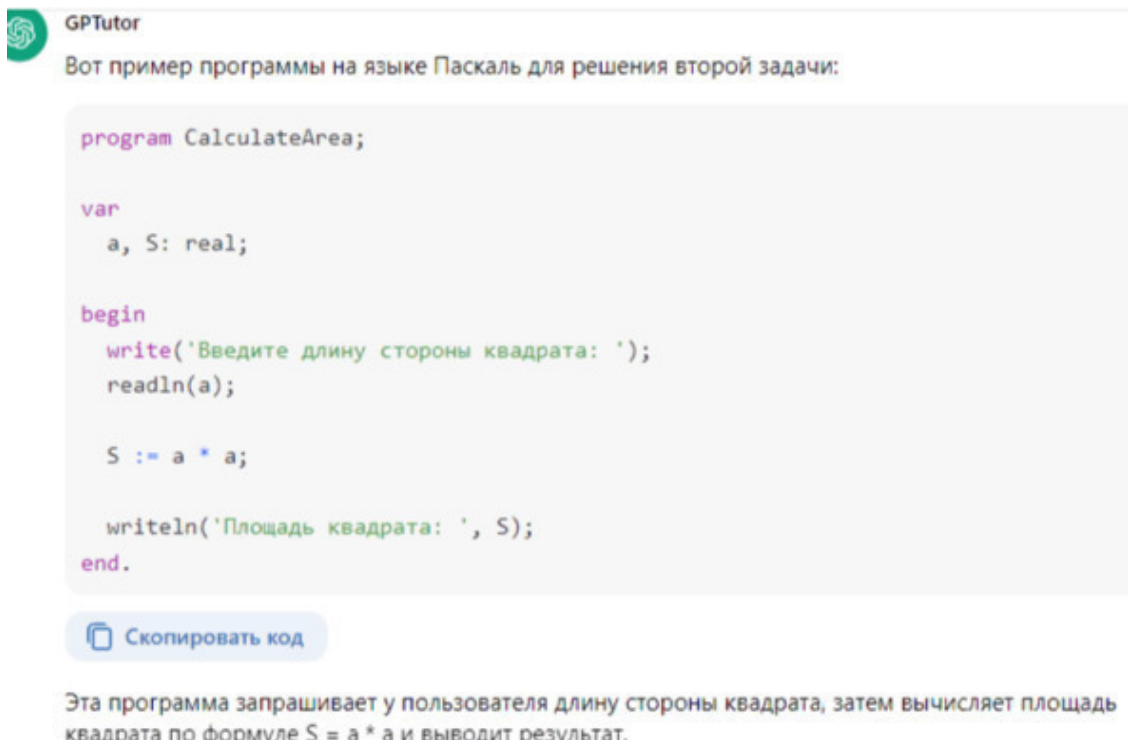 GPTutor
Вот пример программы на языке Паскаль для решения второй задачи:
program CalculateArea;
var
a, S: real;
begin
write('Введите длину стороны квадрата: ');
readln(a);
S := a * a;
writeln('Площадь квадрата: ', S);
end.
Скопировать код
Эта программа запрашивает у пользователя длину стороны квадрата, затем вычисляет площадь
квадрата по формуле S = a * a и выводит результат.